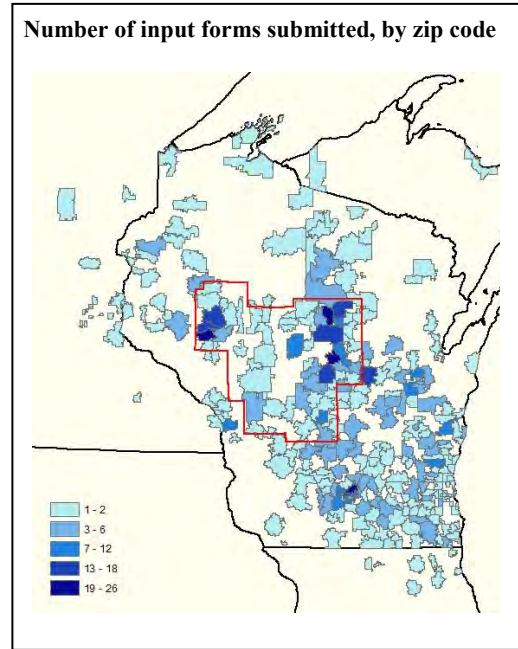 Number of input forms submitted, by zip code
1 - 2
3 - 6
7 - 12
13 - 18
19 - 26